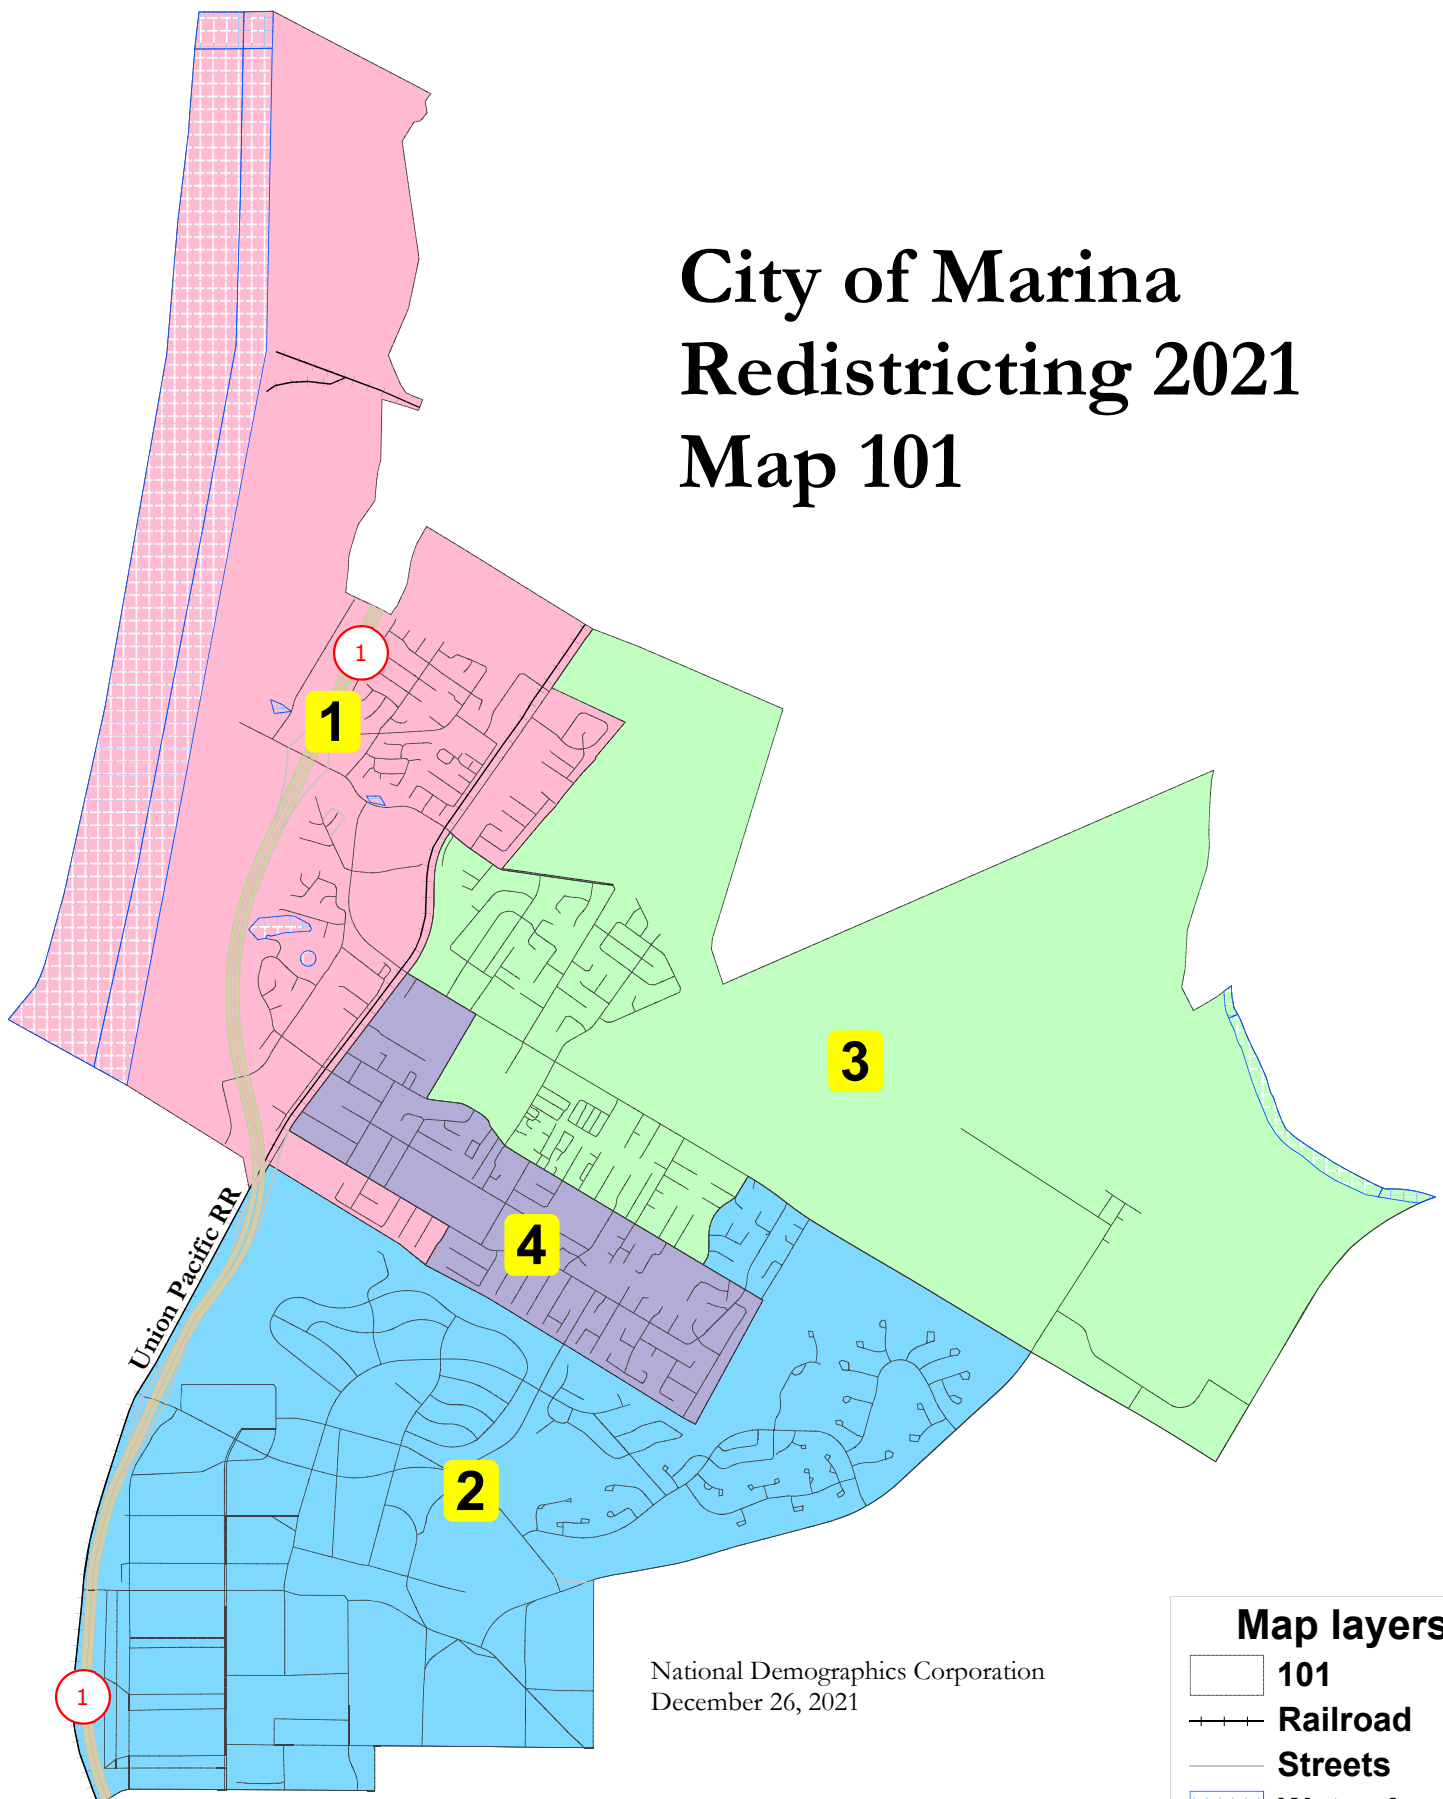 City of Marina
Redistricting 2021
Map 101
1
1
3
4
Union Pacific RR
2
National Demographics Corporation
December 26, 2021
1
Map layers
101
Railroad
Streets